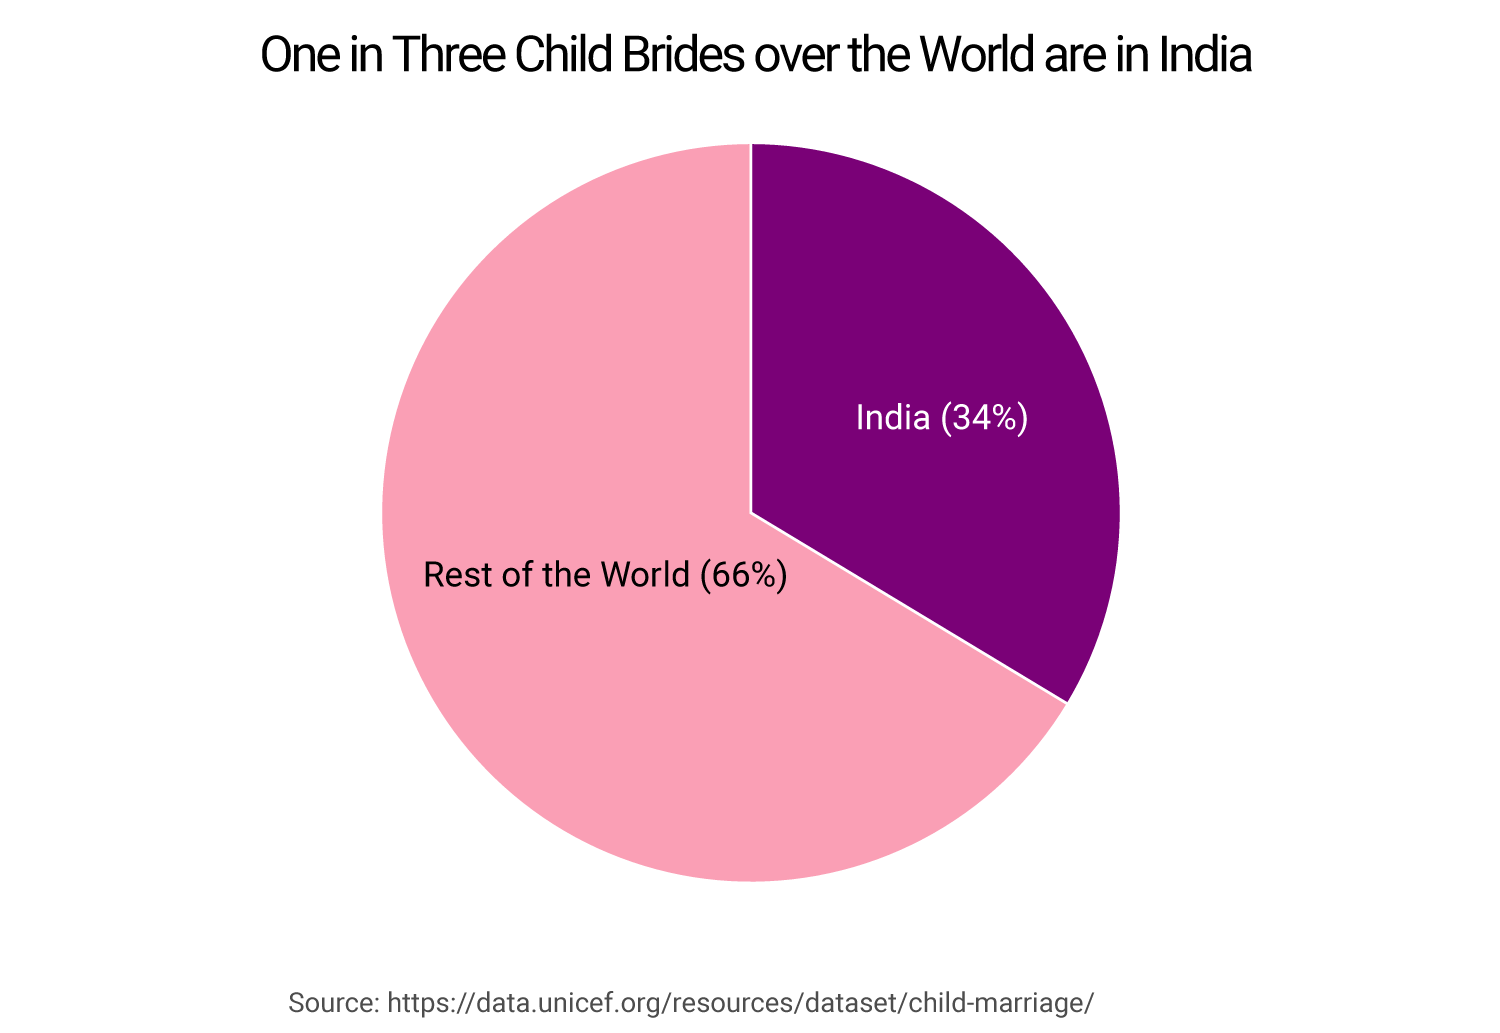 One in Three Child Brides over the World are in India
India (34%)
Rest of the World (66%)
Source: https://data.unicef.org/resources/dataset/child-marriage/